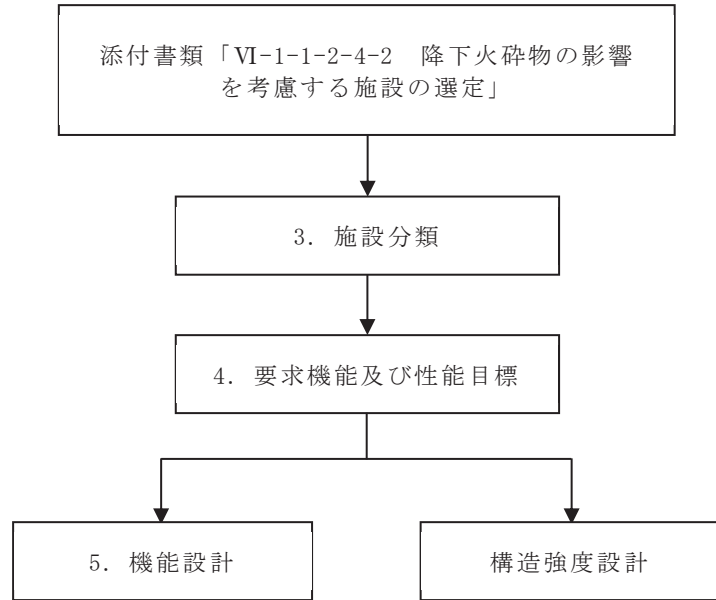 添付書類「Ⅵ-1-1-2-4-2　降下火砕物の影響
を考慮する施設の選定」
3. 施設分類
4. 要求機能及び性能目標
5. 機能設計
構造強度設計